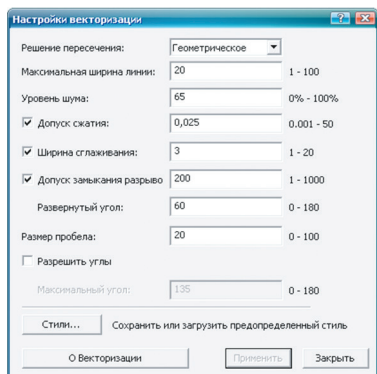 Настройки векторизации
Решение пересечения: Геометрическое
Максимальная ширина линии: 20 1 - 100
Уровень шума: 65 0% - 100%
Допуск сжатия: 0,025 0.001 - 50
Ширина сглаживания: 3 1 - 20
Допуск замыкания разрыво 200 1 - 1000
Развернутый угол: 60 0 - 180
Размер пробела: 20 0 - 100
Разрешить углы
Максимальный угол: 135 0 - 180
Стили... Сохранить или загрузить предопределенный стиль
О Векторизации Применить Закрыть